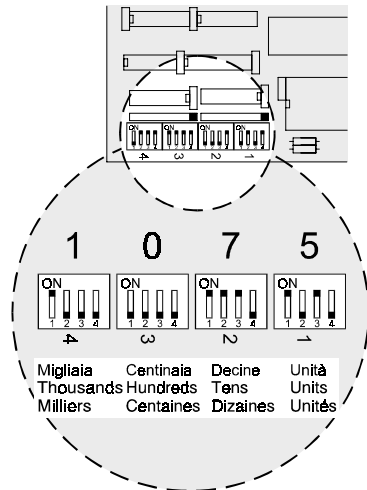 ON ON ON ON
4 3 2 1
1 0 7 5
ON ON ON ON
1 2 3 4 1 2 3 4 1 2 3 4 1 2 3 4
4 3 2 1
Migliaia Centinaia Decine Unità
Thousands Hundreds Tens Units
Milliers Centaines Dizaines Unités